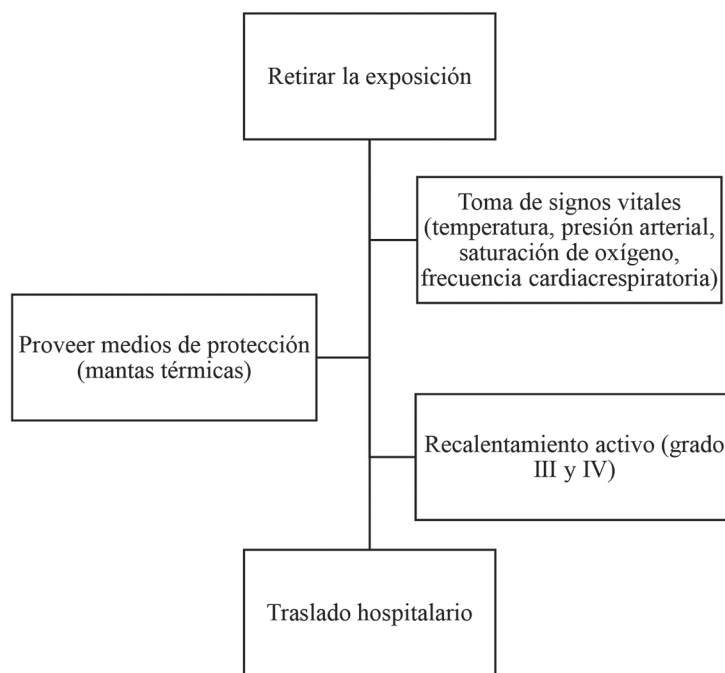 Retirar la exposición
Toma de signos vitales
(temperatura, presión arterial,
saturación de oxígeno,
frecuencia cardiacrespiratoria)
Proveer medios de protección
(mantas térmicas)
Recalentamiento activo (grado
III y IV)
Traslado hospitalario